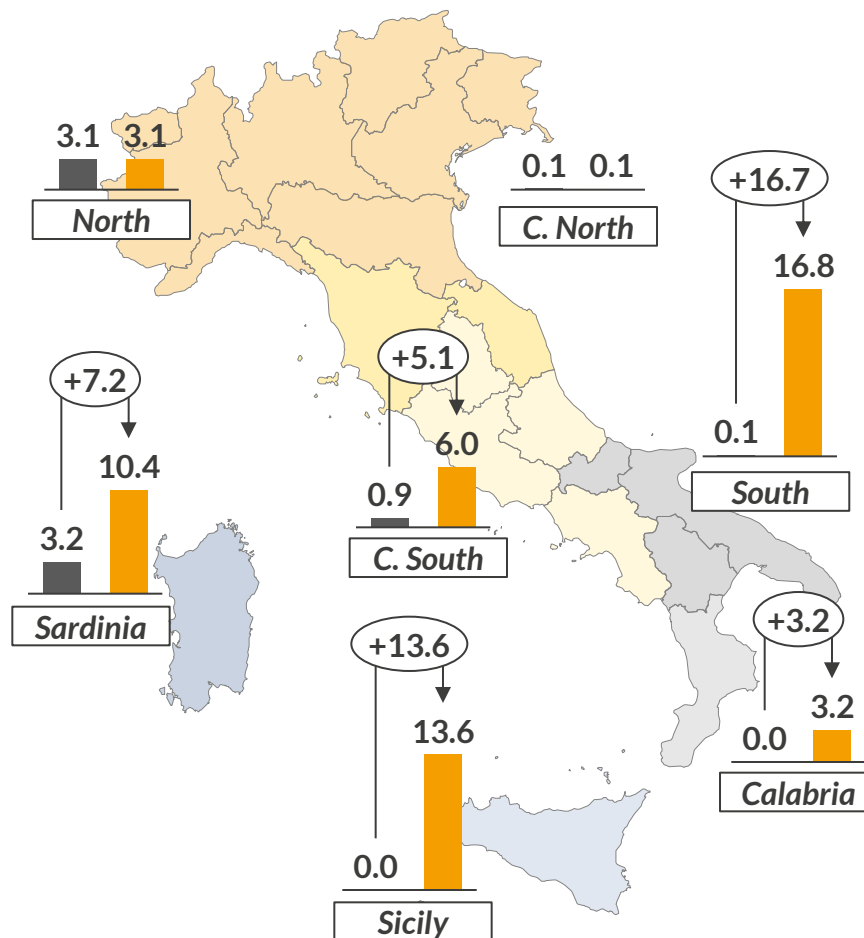 3.1 3.1
North
0.1 0.1
C. North
+16.7
16.8
0.1
South
+5.1
6.0
0.9
C. South
+7.2
10.4
3.2
Sardinia
+13.6
13.6
0.0
Sicily
+3.2
3.2
0.0
Calabria